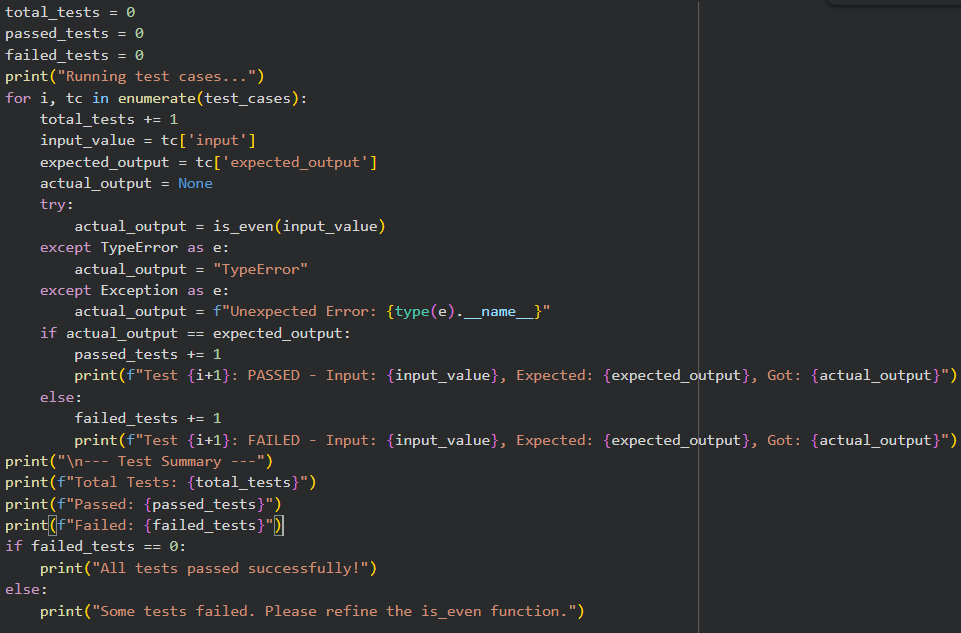 total_tests = 0
passed_tests = 0
failed_tests = 0
print("Running test cases...")
for i, tc in enumerate(test_cases):
    total_tests += 1
    input_value = tc['input']
    expected_output = tc['expected_output']
    actual_output = None
    try:
        actual_output = is_even(input_value)
    except TypeError as e:
        actual_output = "TypeError"
    except Exception as e:
        actual_output = f"Unexpected Error: {type(e).__name__}"
    if actual_output == expected_output:
        passed_tests += 1
        print(f"Test {i+1}: PASSED - Input: {input_value}, Expected: {expected_output}, Got: {actual_output}")
    else:
        failed_tests += 1
        print(f"Test {i+1}: FAILED - Input: {input_value}, Expected: {expected_output}, Got: {actual_output}")
print("\n--- Test Summary ---")
print(f"Total Tests: {total_tests}")
print(f"Passed: {passed_tests}")
print(f"Failed: {failed_tests}")
if failed_tests == 0:
    print("All tests passed successfully!")
else:
    print("Some tests failed. Please refine the is_even function.")